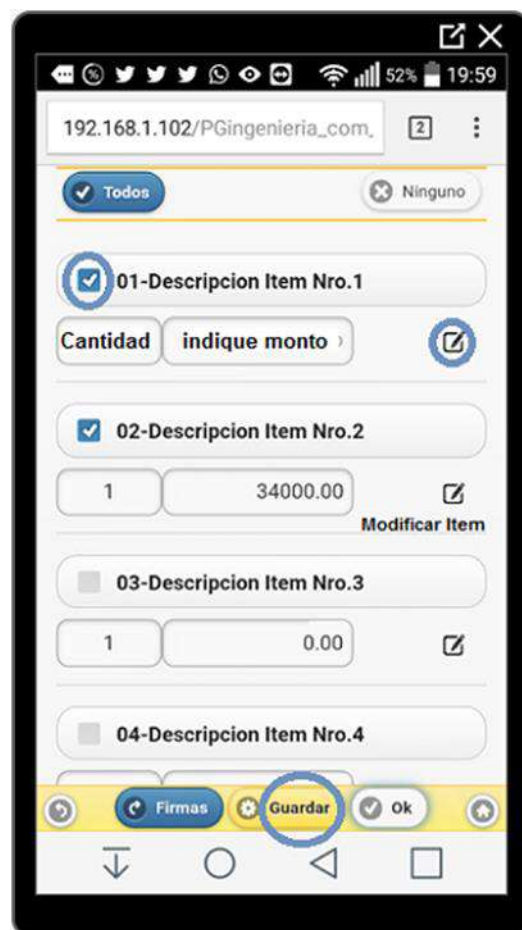 52% 19:59
192.168.1.102/PGingenieria_com_ 2
Todos Ninguno
01-Descripcion Item Nro.1
Cantidad indique monto
02-Descripcion Item Nro.2
1 34000.00
Modificar Item
03-Descripcion Item Nro.3
1 0.00
04-Descripcion Item Nro.4
Firmas Guardar Ok